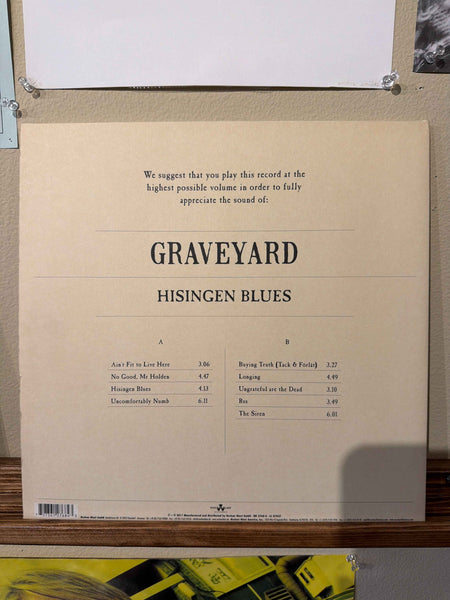 We suggest that you play this record at the
highest possible volume in order to fully
appreciate the sound of:
GRAVEYARD
HISINGEN BLUES
A
Ain't Fit to Live Here 3.06
No Good, Mr Holden 4.47
Hisingen Blues 4.13
Uncomfortably Numb 6.11
B
Buying Truth (Tack & Förlåt) 3.27
Longing 4.49
Ungrateful are the Dead 3.10
Rss 3.49
The Siren 6.01